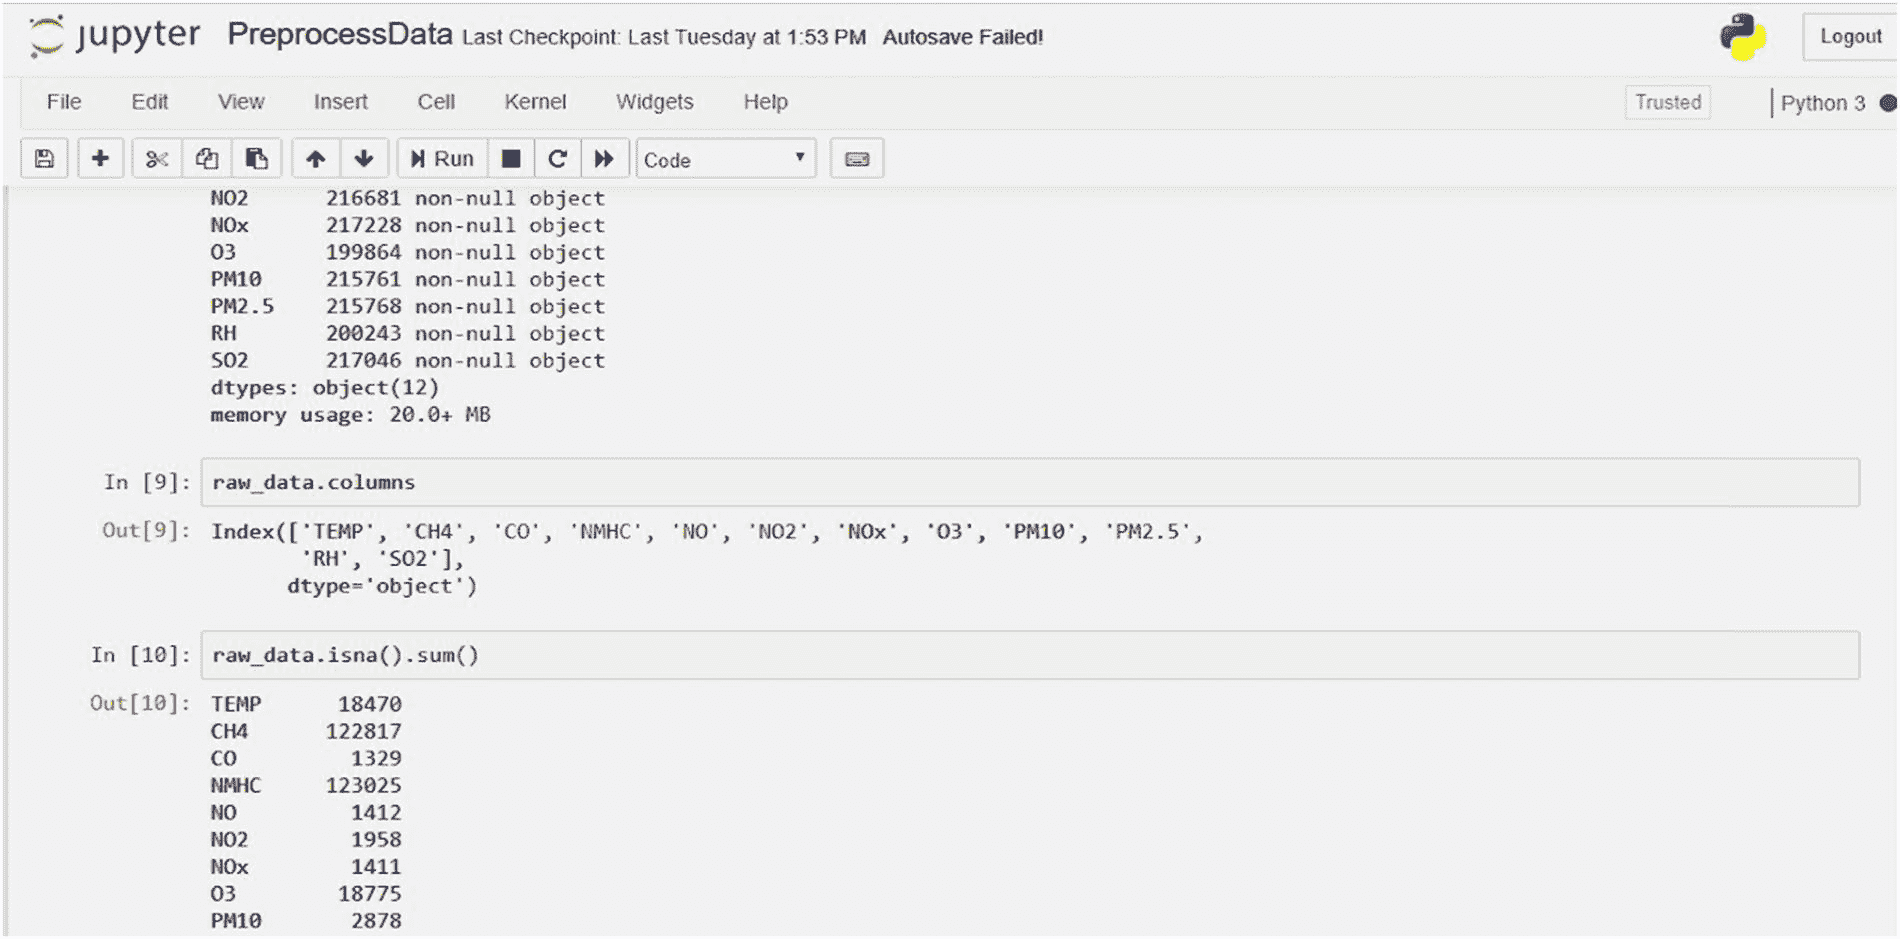 jupyter PreprocessData Last Checkpoint: Last Tuesday at 1:53 PM Autosave Failed! Logout
File Edit View Insert Cell Kernel Widgets Help Trusted Python 3
Run Code
NO2 216681 non-null object
NOx 217228 non-null object
O3 199864 non-null object
PM10 215761 non-null object
PM2.5 215768 non-null object
RH 200243 non-null object
SO2 217046 non-null object
dtypes: object(12)
memory usage: 20.0+ MB
In [9]: raw_data.columns
Out[9]: Index(['TEMP', 'CH4', 'CO', 'NMHC', 'NO', 'NO2', 'NOx', 'O3', 'PM10', 'PM2.5',
'RH', 'SO2'],
dtype='object')
In [10]: raw_data.isna().sum()
Out[10]: TEMP 18470
CH4 122817
CO 1329
NMHC 123025
NO 1412
NO2 1958
NOx 1411
O3 18775
PM10 2878